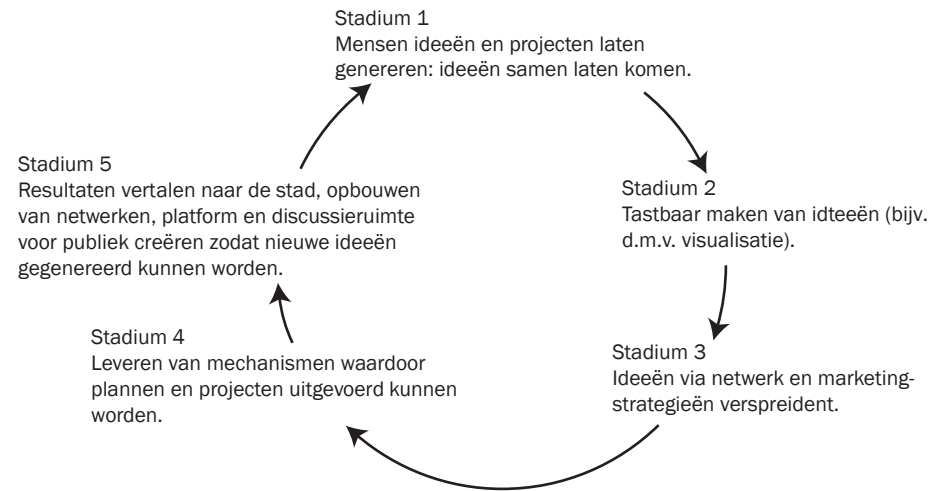 Stadium 1
Mensen ideeën en projecten laten
genereren: ideeën samen laten komen.
Stadium 2
Tastbaar maken van idteeën (bijv.
d.m.v. visualisatie).
Stadium 3
Ideeën via netwerk en marketing-
strategieën verspreident.
Stadium 4
Leveren van mechanismen waardoor
plannen en projecten uitgevoerd kunnen
worden.
Stadium 5
Resultaten vertalen naar de stad, opbouwen
van netwerken, platform en discussieruimte
voor publiek creëren zodat nieuwe ideeën
gegenereerd kunnen worden.